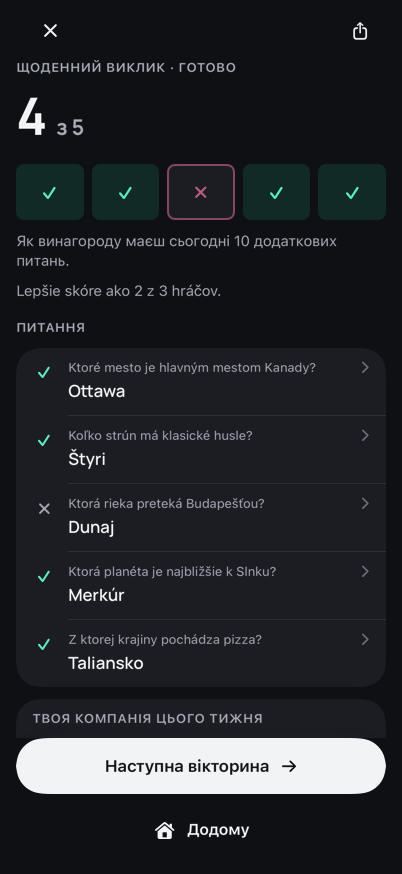 ЩОДЕННИЙ ВИКЛИК · ГОТОВО
4 з 5
Як винагороду маєш сьогодні 10 додаткових
питань.
Lepšie skóre ako 2 z 3 hráčov.
ПИТАННЯ
Ktoré mesto je hlavným mestom Kanady?
Ottawa
Koľko strún má klasické husle?
Štyri
Ktorá rieka preteká Budapešťou?
Dunaj
Ktorá planéta je najbližšie k Slnku?
Merkúr
Z ktorej krajiny pochádza pizza?
Taliansko
ТВОЯ КОМПАНІЯ ЦЬОГО ТИЖНЯ
Наступна вікторина
Додому